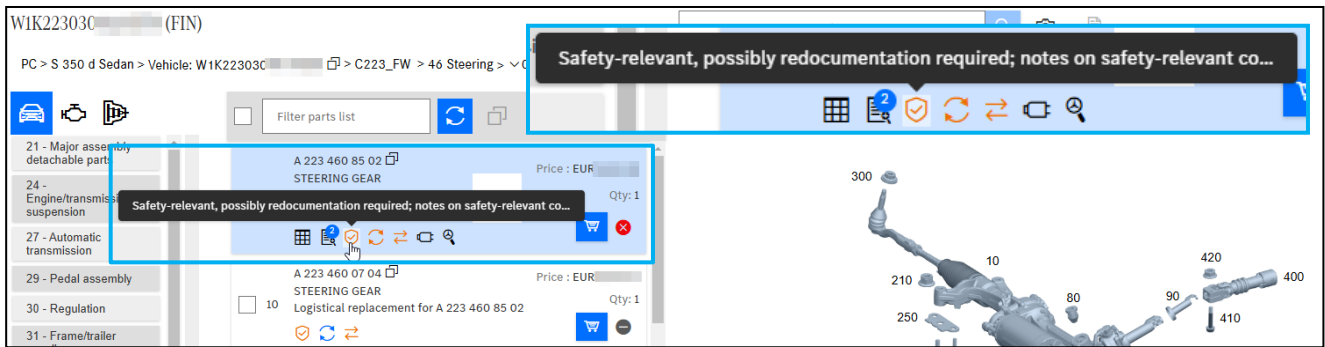 W1K223030 (FIN)
PC > S 350 d Sedan > Vehicle: W1K22303 > C223_FW > 46 Steering >
Safety-relevant, possibly redocumentation required; notes on safety-relevant co...
2
Filter parts list
21 - Major assembly
detachable parts
24 -
Engine/transmission
suspension
27 - Automatic
transmission
29 - Pedal assembly
30 - Regulation
31 - Frame/trailer
A 223 460 85 02
STEERING GEAR
Price : EUR
Qty: 1
Safety-relevant, possibly redocumentation required; notes on safety-relevant co...
2
A 223 460 07 04
STEERING GEAR
Price : EUR
10
Logistical replacement for A 223 460 85 02
Qty: 1
300
10
420
400
210
80
90
250
410